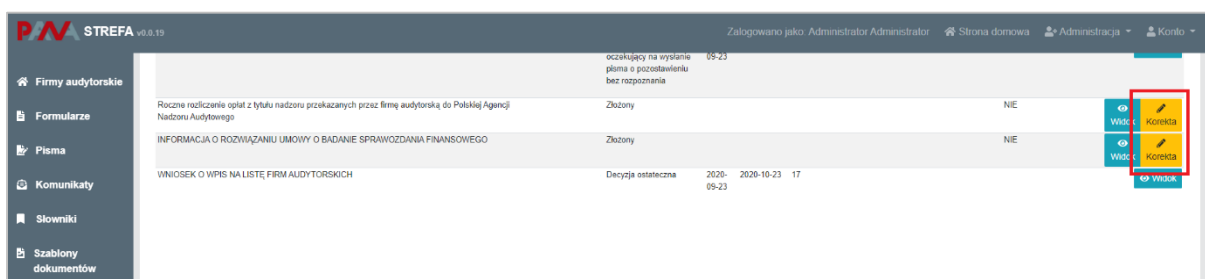 PANA STREFA v0.0.19
Zalogowano jako: Administrator Administrator Strona domowa Administracja Konto
Firmy audytorskie
Formularze
Pisma
Komunikaty
Słowniki
Szablony
dokumentów
oczekujący na wysłanie 09-23
pisma o pozostawieniu
bez rozpoznania
Roczne rozliczenie opłat z tytułu nadzoru przekazanych przez firmę audytorską do Polskiej Agencji Złożony NIE
Nadzoru Audytowego
Widok Korekta
INFORMACJA O ROZWIĄZANIU UMOWY O BADANIE SPRAWOZDANIA FINANSOWEGO Złożony NIE
Widok Korekta
WNIOSEK O WPIS NA LISTĘ FIRM AUDYTORSKICH Decyzja ostateczna 2020- 2020-10-23 17
09-23
Widok